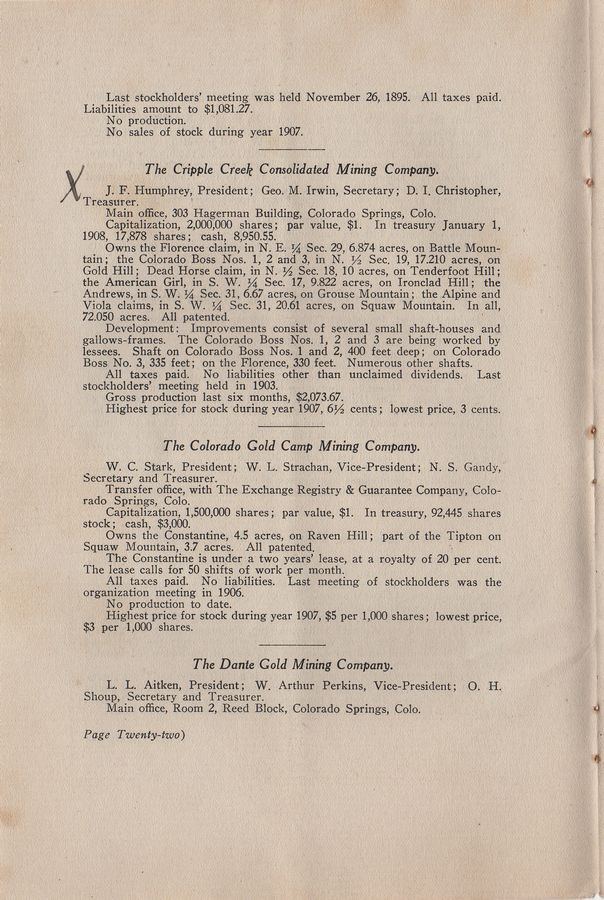 Last stockholders' meeting was held November 26, 1895. All taxes paid.
Liabilities amount to $1,081.27.
No production.
No sales of stock during year 1907.
The Cripple Creek Consolidated Mining Company.
X
J. F. Humphrey, President; Geo. M. Irwin, Secretary; D. I. Christopher,
Treasurer.
Main office, 303 Hagerman Building, Colorado Springs, Colo.
Capitalization, 2,000,000 shares; par value, $1. In treasury January 1,
1908, 17,878 shares; cash, 8,950.55.
Owns the Florence claim, in N. E. ¼ Sec. 29, 6.874 acres, on Battle Moun-
tain; the Colorado Boss Nos. 1, 2 and 3, in N. ½ Sec. 19, 17.210 acres, on
Gold Hill; Dead Horse claim, in N. ½ Sec. 18, 10 acres, on Tenderfoot Hill;
the American Girl, in S. W. ¼ Sec. 17, 9.822 acres, on Ironclad Hill; the
Andrews, in S. W. ¼ Sec. 31, 6.67 acres, on Grouse Mountain; the Alpine and
Viola claims, in S. W. ¼ Sec. 31, 20.61 acres, on Squaw Mountain. In all,
72.050 acres. All patented.
Development: Improvements consist of several small shaft-houses and
gallows-frames. The Colorado Boss Nos. 1, 2 and 3 are being worked by
lessees. Shaft on Colorado Boss Nos. 1 and 2, 400 feet deep; on Colorado
Boss No. 3, 335 feet; on the Florence, 330 feet. Numerous other shafts.
All taxes paid. No liabilities other than unclaimed dividends. Last
stockholders' meeting held in 1903.
Gross production last six months, $2,073.67.
Highest price for stock during year 1907, 6½ cents; lowest price, 3 cents.
The Colorado Gold Camp Mining Company.
W. C. Stark, President; W. L. Strachan, Vice-President; N. S. Gandy,
Secretary and Treasurer.
Transfer office, with The Exchange Registry & Guarantee Company, Colo-
rado Springs, Colo.
Capitalization, 1,500,000 shares; par value, $1. In treasury, 92,445 shares
stock; cash, $3,000.
Owns the Constantine, 4.5 acres, on Raven Hill; part of the Tipton on
Squaw Mountain, 3.7 acres. All patented.
The Constantine is under a two years' lease, at a royalty of 20 per cent.
The lease calls for 50 shifts of work per month.
All taxes paid. No liabilities. Last meeting of stockholders was the
organization meeting in 1906.
No production to date.
Highest price for stock during year 1907, $5 per 1,000 shares; lowest price,
$3 per 1,000 shares.
The Dante Gold Mining Company.
L. L. Aitken, President; W. Arthur Perkins, Vice-President; O. H.
Shoup, Secretary and Treasurer.
Main office, Room 2, Reed Block, Colorado Springs, Colo.
Page Twenty-two)